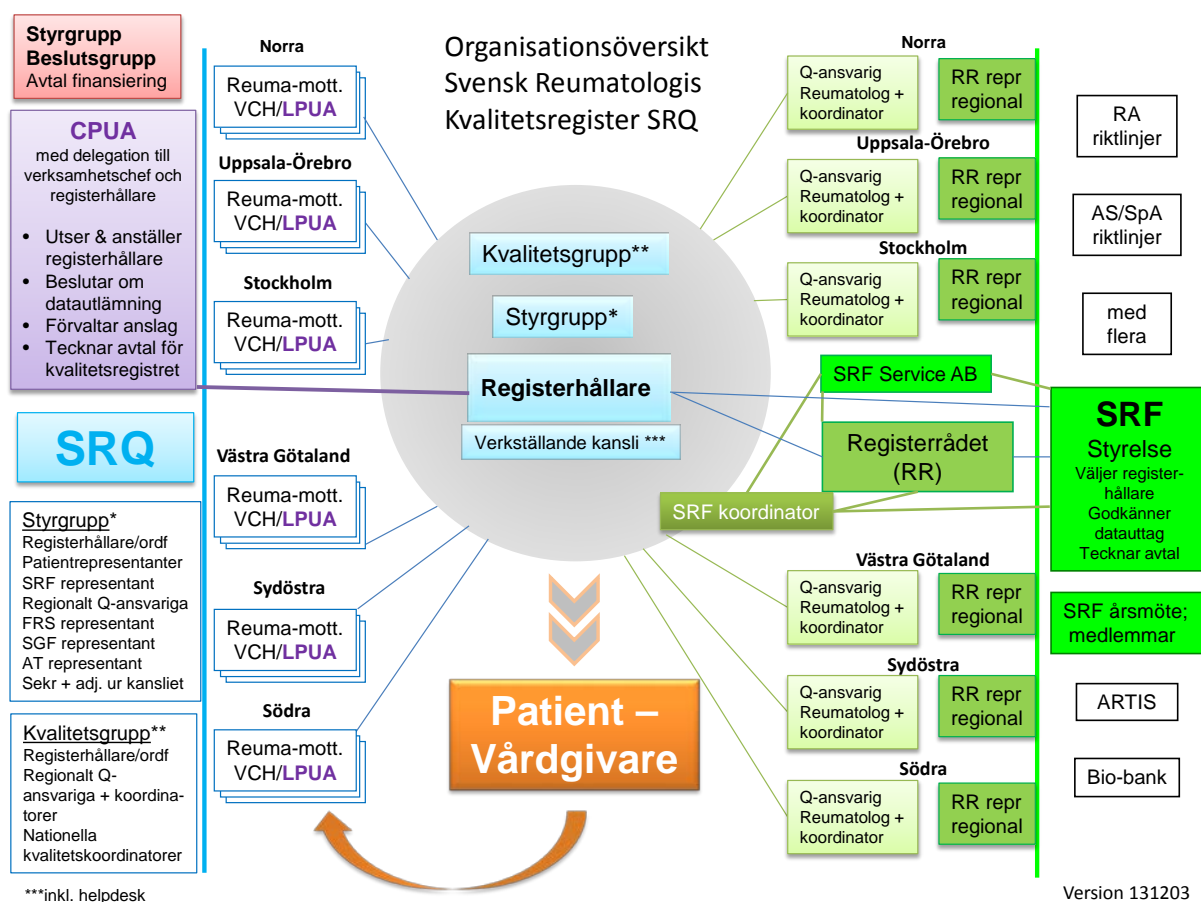 Styrgrupp
Beslutsgrupp
Avtal finansiering
CPUA
med delegation till
verksamhetschef och
registerhållare
• Utser & anställer
registerhållare
• Beslutar om
datautlämning
• Förvaltar anslag
• Tecknar avtal för
kvalitetsregistret
SRQ
Styrgrupp*
Registerhållare/ordf
Patientrepresentanter
SRF representant
Regionalt Q-ansvariga
FRS representant
SGF representant
AT representant
Sekr + adj. ur kansliet
Kvalitetsgrupp**
Registerhållare/ordf
Regionalt Q-
ansvariga + koordina-
torer
Nationella
kvalitetskoordinatorer
***inkl. helpdesk
Norra
Reuma-mott.
VCH/LPUA
Uppsala-Örebro
Reuma-mott.
VCH/LPUA
Stockholm
Reuma-mott.
VCH/LPUA
Västra Götaland
Reuma-mott.
VCH/LPUA
Sydöstra
Reuma-mott.
VCH/LPUA
Södra
Reuma-mott.
VCH/LPUA
Organisationsöversikt
Svensk Reumatologis
Kvalitetsregister SRQ
Kvalitetsgrupp**
Styrgrupp*
Registerhållare
Verkställande kansli ***
Patient –
Vårdgivare
SRF Service AB
Registerrådet
(RR)
SRF koordinator
Norra
Q-ansvarig
Reumatolog +
koordinator
RR repr
regional
Uppsala-Örebro
Q-ansvarig
Reumatolog +
koordinator
RR repr
regional
Stockholm
Q-ansvarig
Reumatolog +
koordinator
RR repr
regional
Västra Götaland
Q-ansvarig
Reumatolog +
koordinator
RR repr
regional
Sydöstra
Q-ansvarig
Reumatolog +
koordinator
RR repr
regional
Södra
Q-ansvarig
Reumatolog +
koordinator
RR repr
regional
RA
riktlinjer
AS/SpA
riktlinjer
med
flera
SRF
Styrelse
Väljer register-
hållare
Godkänner
datauttag
Tecknar avtal
SRF årsmöte;
medlemmar
ARTIS
Bio-bank
Version 131203